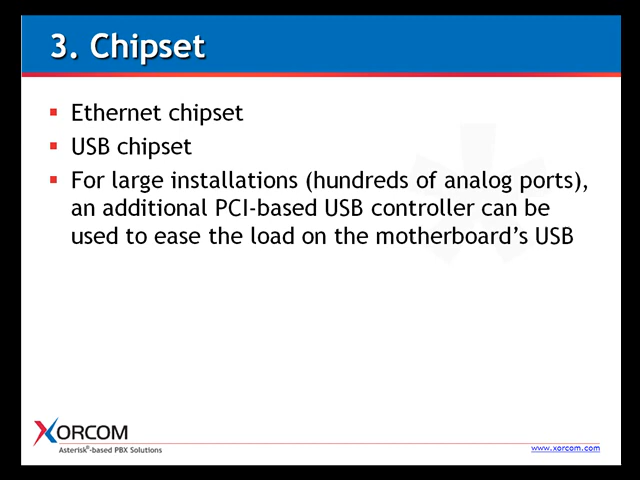 3. Chipset
Ethernet chipset
USB chipset
For large installations (hundreds of analog ports),
an additional PCI-based USB controller can be
used to ease the load on the motherboard’s USB
XORCOM
Asterisk®-based PBX Solutions
www.xorcom.com